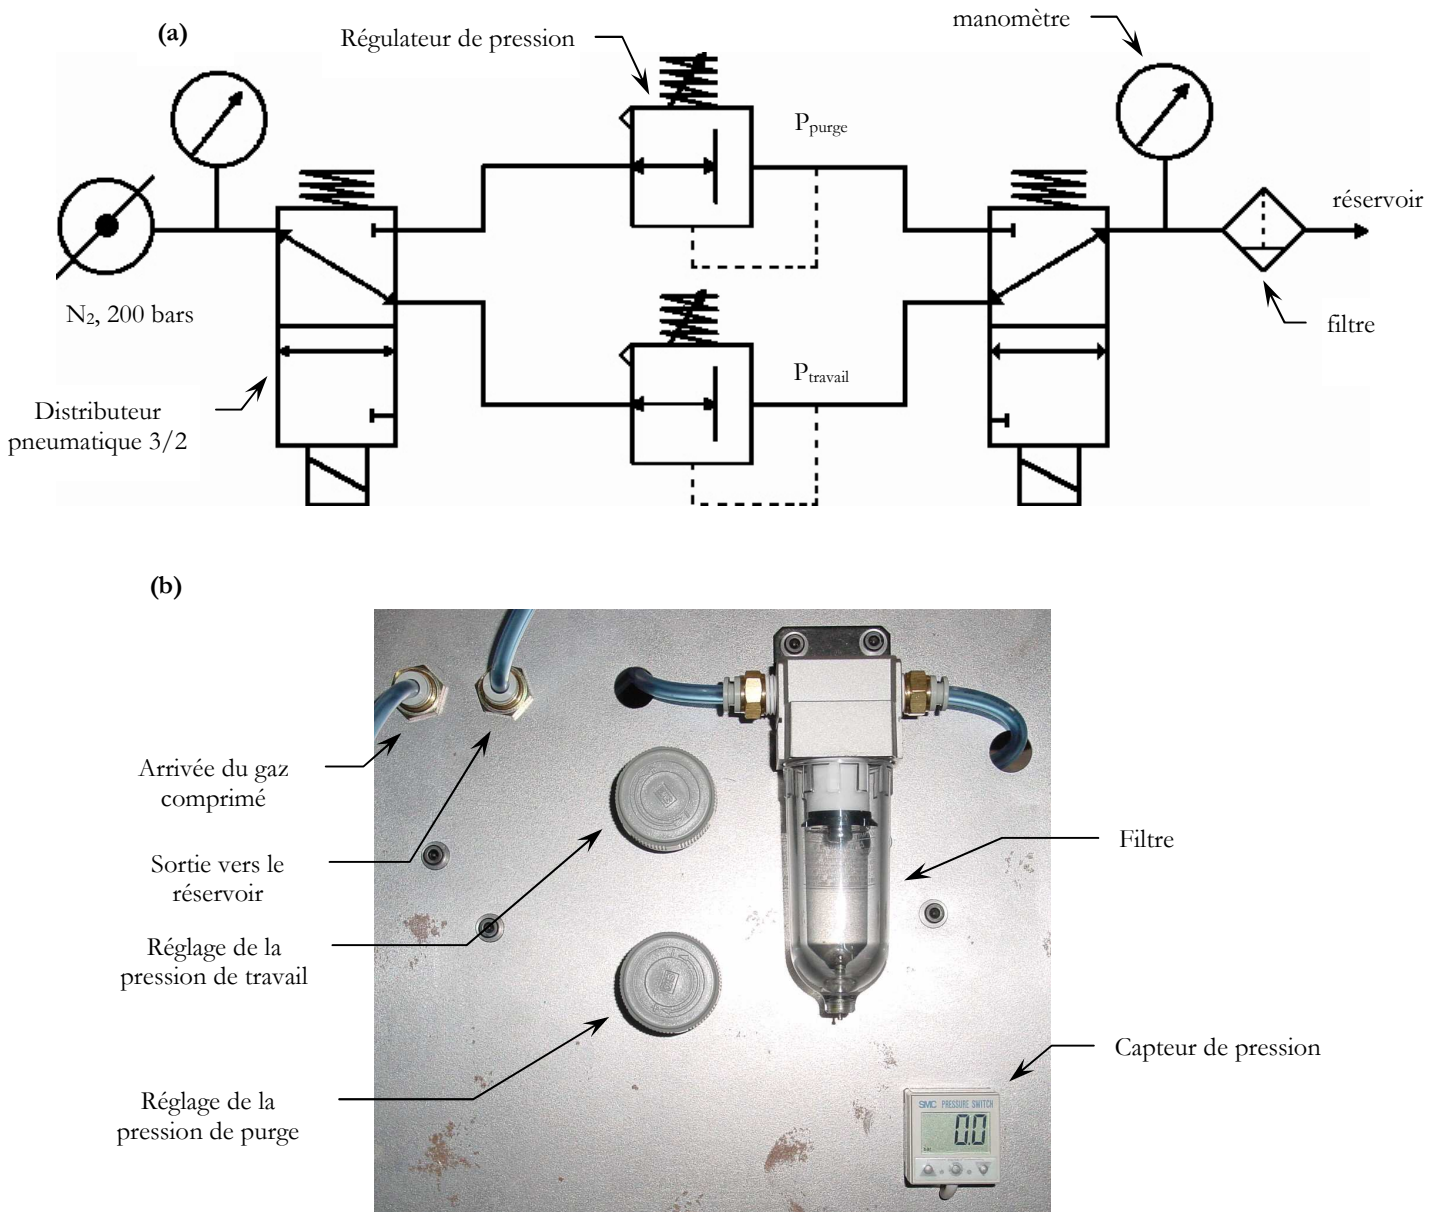 (a)
Régulateur de pression
manomètre
P_purge
réservoir
N₂, 200 bars
filtre
P_travail
Distributeur
pneumatique 3/2
(b)
Arrivée du gaz
comprimé
Sortie vers le
réservoir
Filtre
Réglage de la
pression de travail
Capteur de pression
Réglage de la
pression de purge
SMC PRESSURE SWITCH
0.0